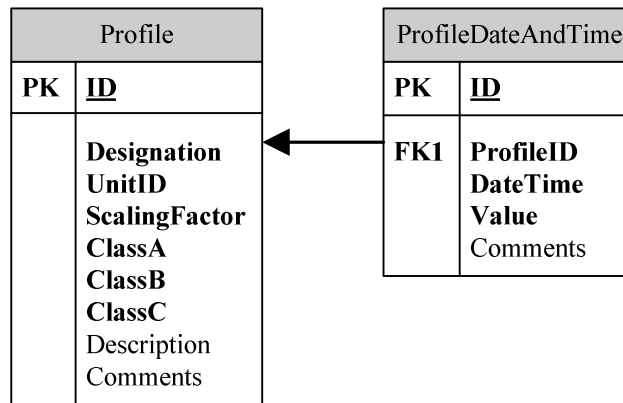 Profile
PK ID
Designation
UnitID
ScalingFactor
ClassA
ClassB
ClassC
Description
Comments
ProfileDateAndTime
PK ID
FK1 ProfileID
DateTime
Value
Comments